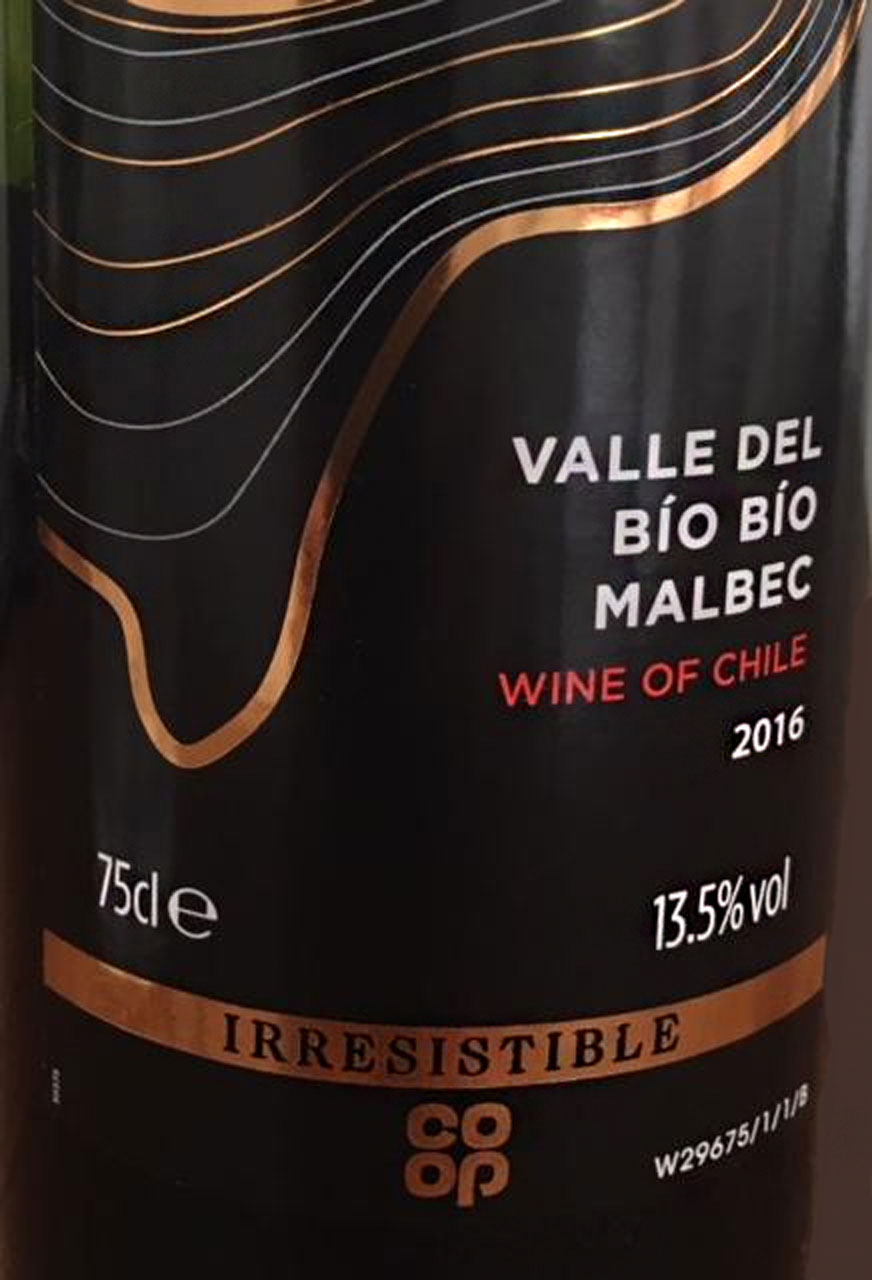 VALLE DEL
BÍO BÍO
MALBEC
WINE OF CHILE
2016
75cl e
13.5% vol
IRRESISTIBLE
CO
OP
W29675/1/1/B